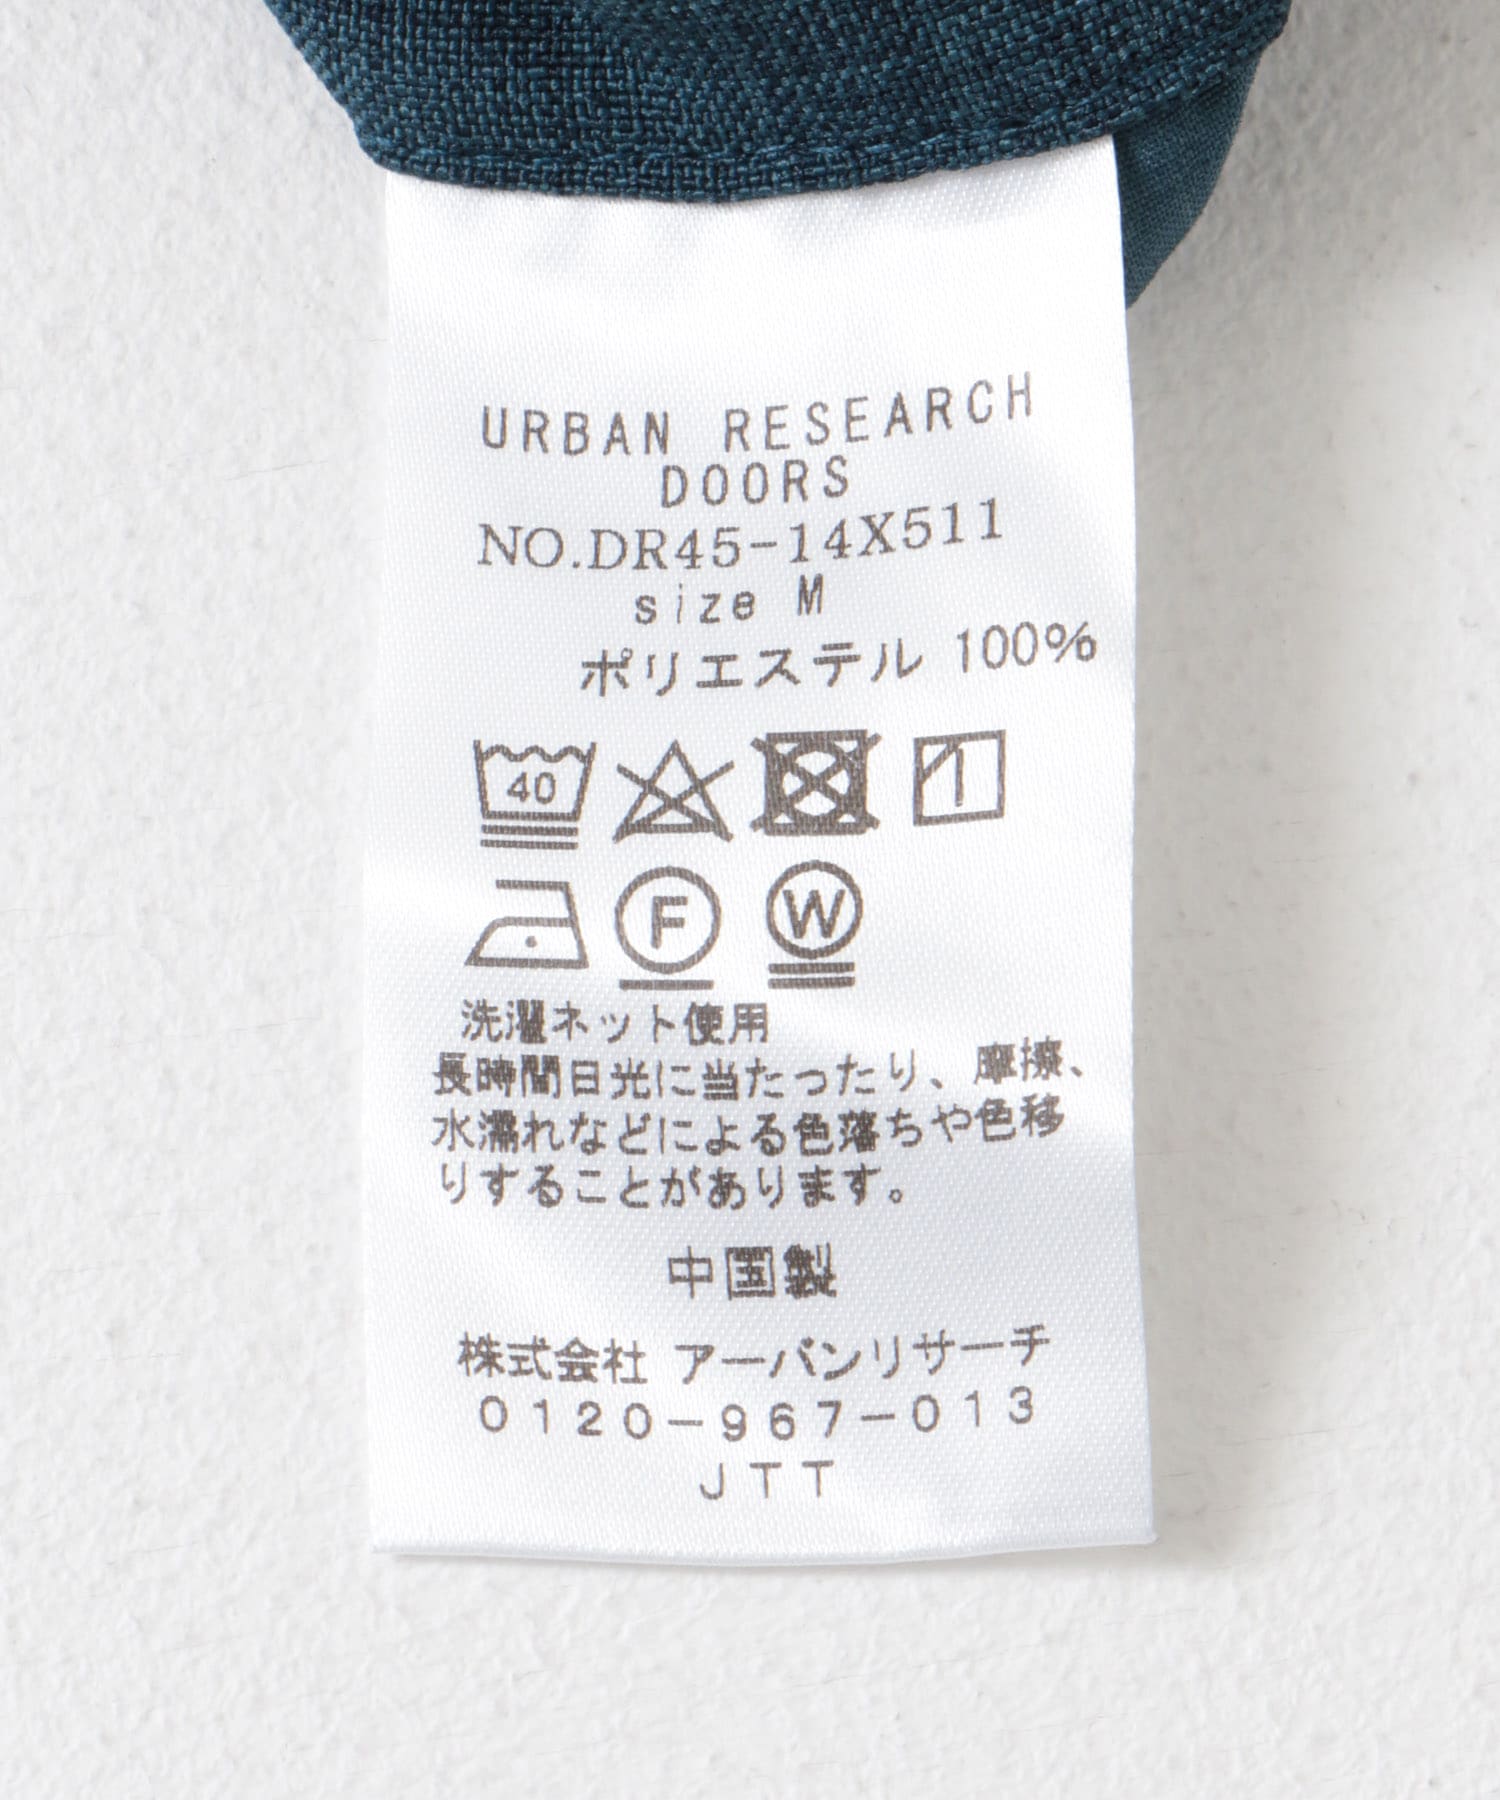 URBAN RESEARCH
DOORS
NO.DR45-14X511
size M
ポリエステル 100%
40
F W
洗濯ネット使用
長時間日光に当たったり、摩擦、
水濡れなどによる色落ちや色移
りすることがあります。
中国製
株式会社 アーバンリサーチ
0120-967-013
JTT